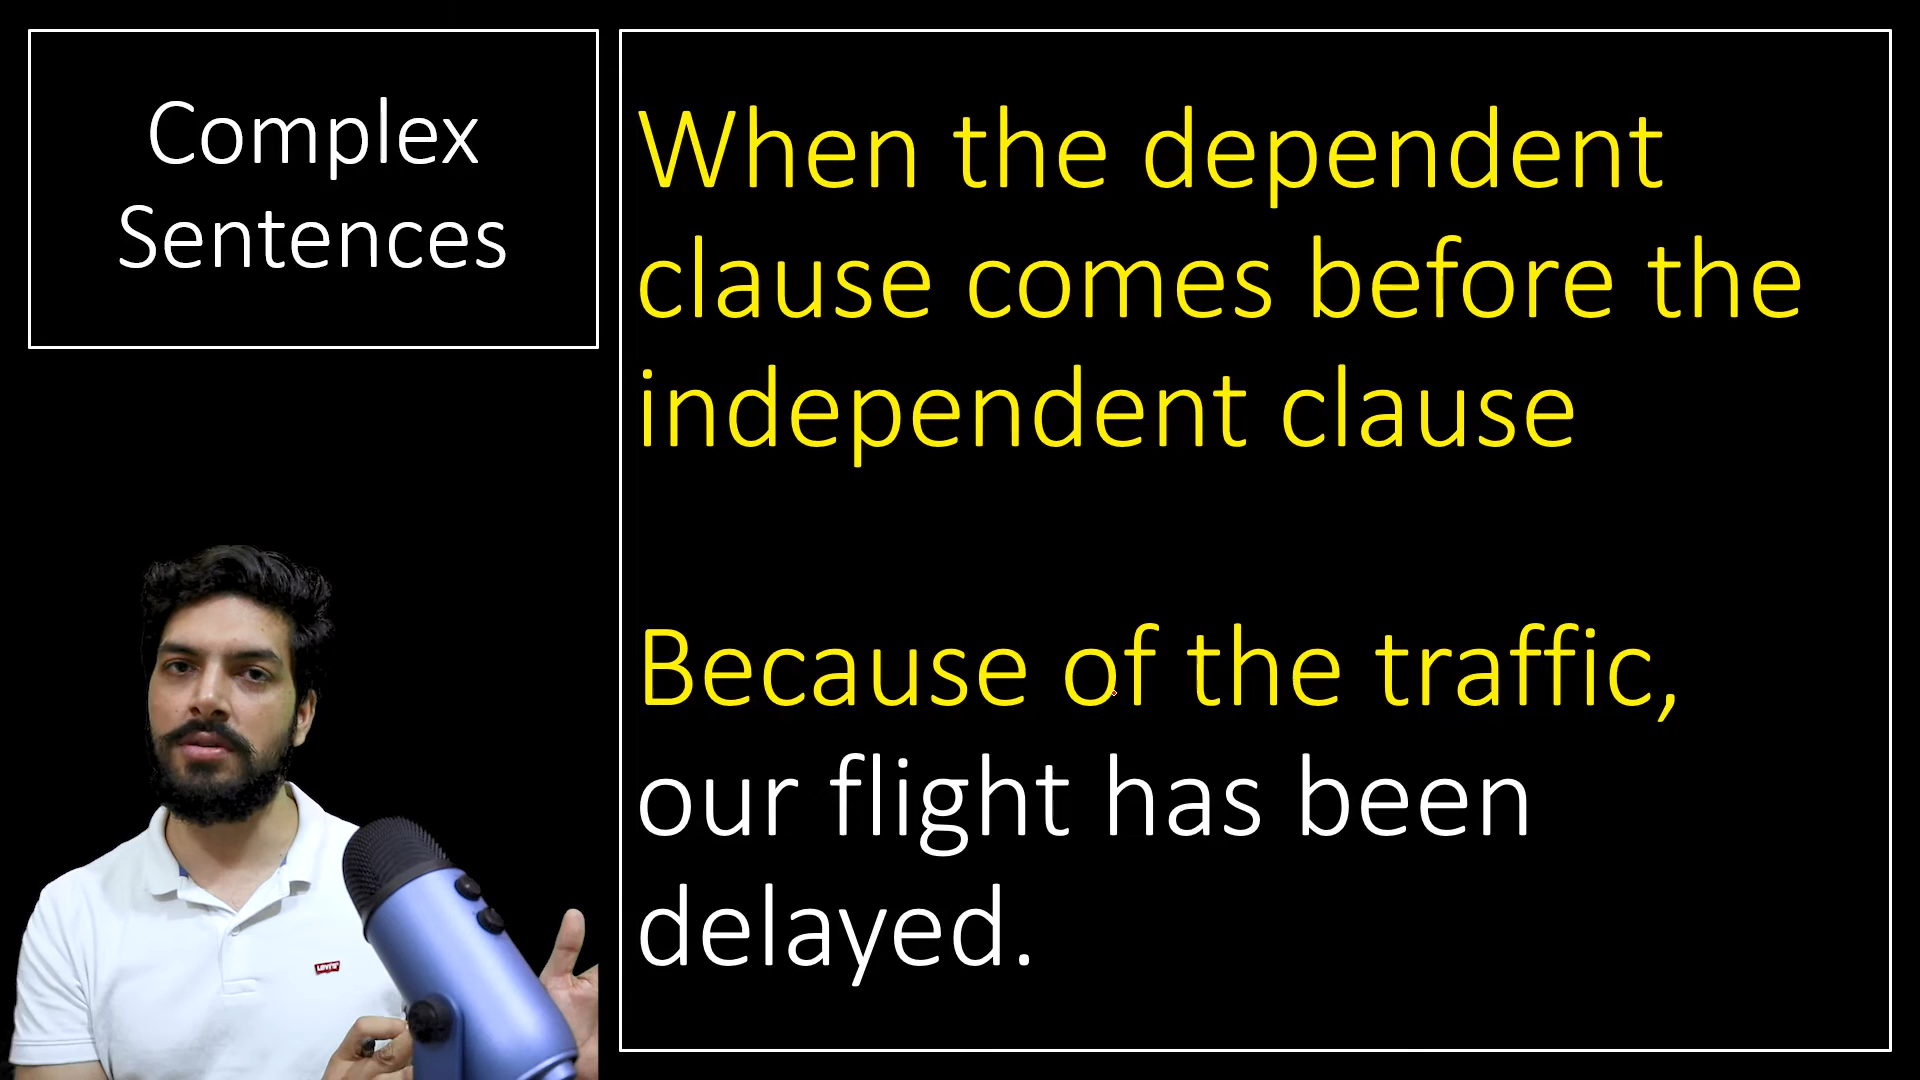 Complex
Sentences
When the dependent
clause comes before the
independent clause
Because of the traffic,
our flight has been
delayed.
LEVI'S